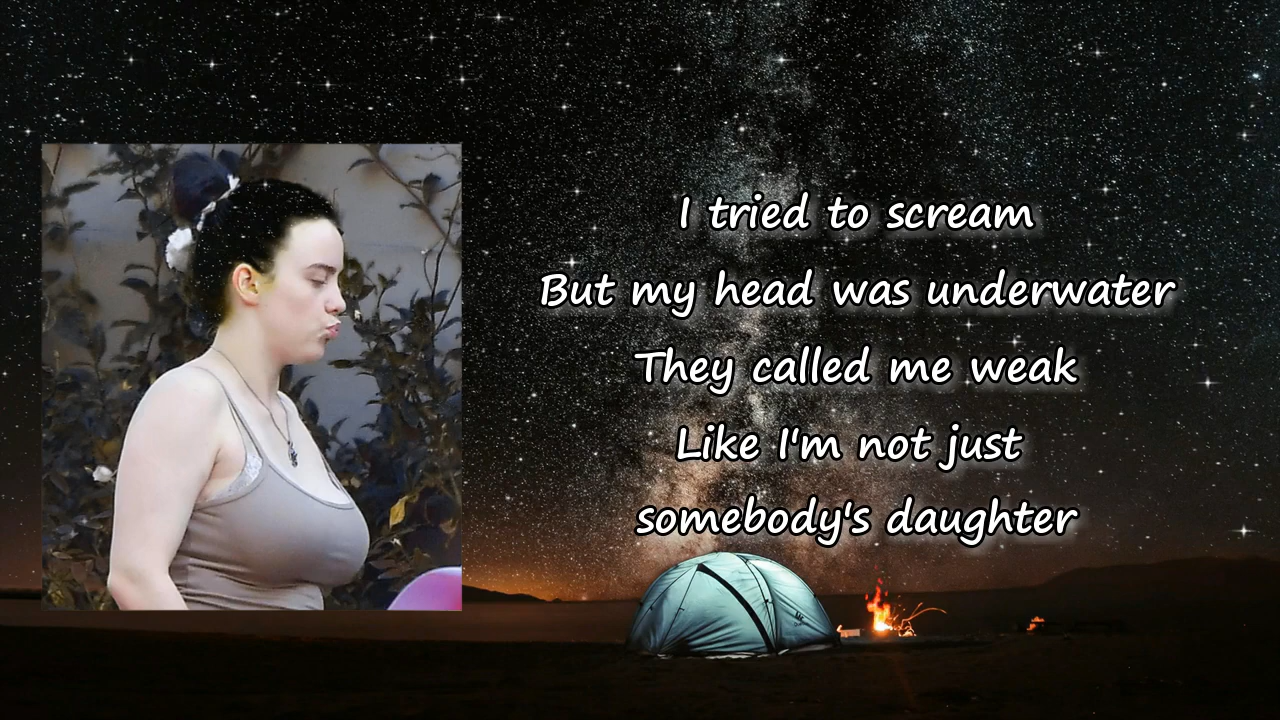 I tried to scream
But my head was underwater
They called me weak
Like I'm not just
somebody's daughter